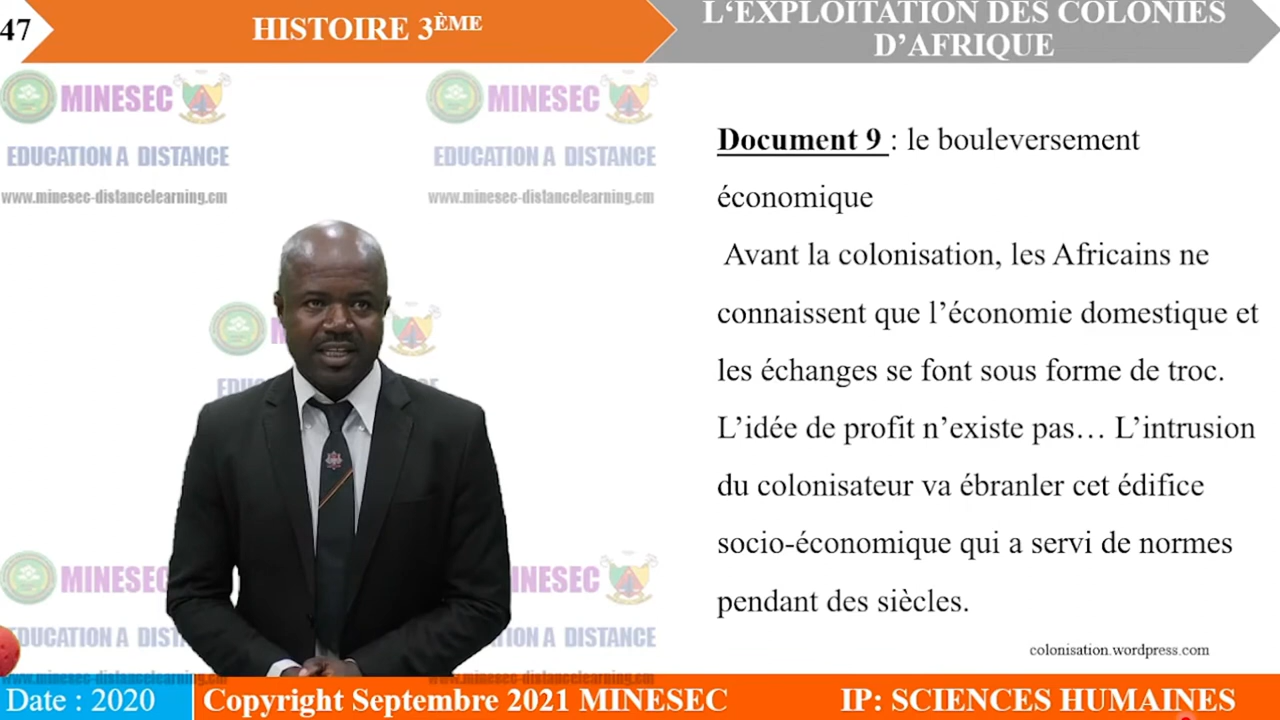 47
HISTOIRE 3ÈME
L‘EXPLOITATION DES COLONIES
D’AFRIQUE
MINESEC
EDUCATION A DISTANCE
www.minesec-distancelearning.cm
MINESEC
EDUCATION A DISTANCE
www.minesec-distancelearning.cm
MINESEC
MINESEC
EDUCATION A DISTANCE
Document 9 : le bouleversement
économique
Avant la colonisation, les Africains ne
connaissent que l’économie domestique et
les échanges se font sous forme de troc.
L’idée de profit n’existe pas… L’intrusion
du colonisateur va ébranler cet édifice
socio-économique qui a servi de normes
pendant des siècles.
colonisation.wordpress.com
Date : 2020
Copyright Septembre 2021 MINESEC
IP: SCIENCES HUMAINES